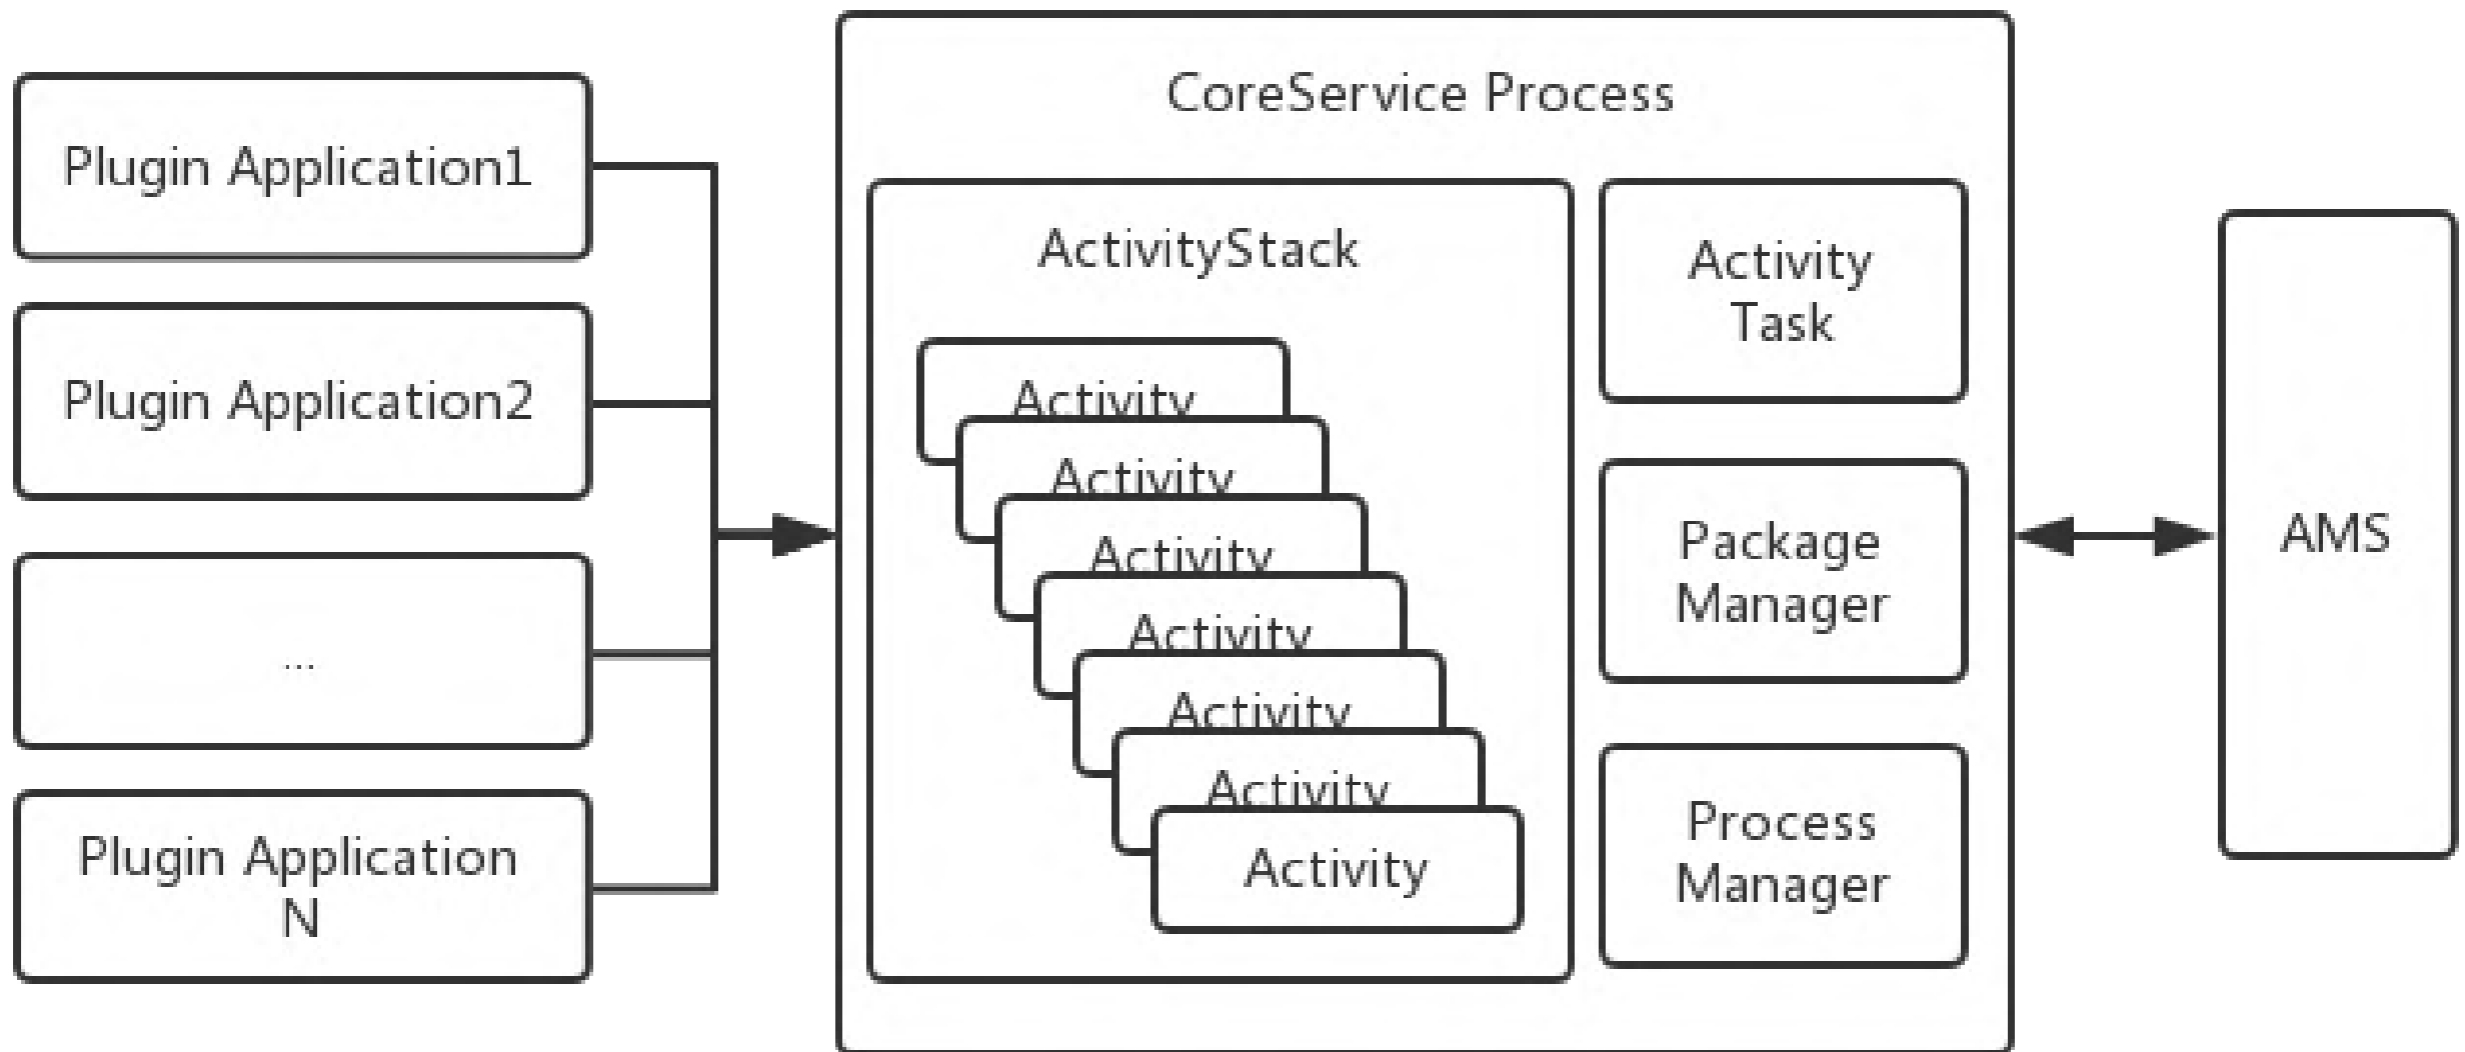 Plugin Application1
Plugin Application2
...
Plugin Application
N
CoreService Process
ActivityStack
Activity
Activity
Activity
Activity
Activity
Activity
Activity
Activity
Task
Package
Manager
Process
Manager
AMS